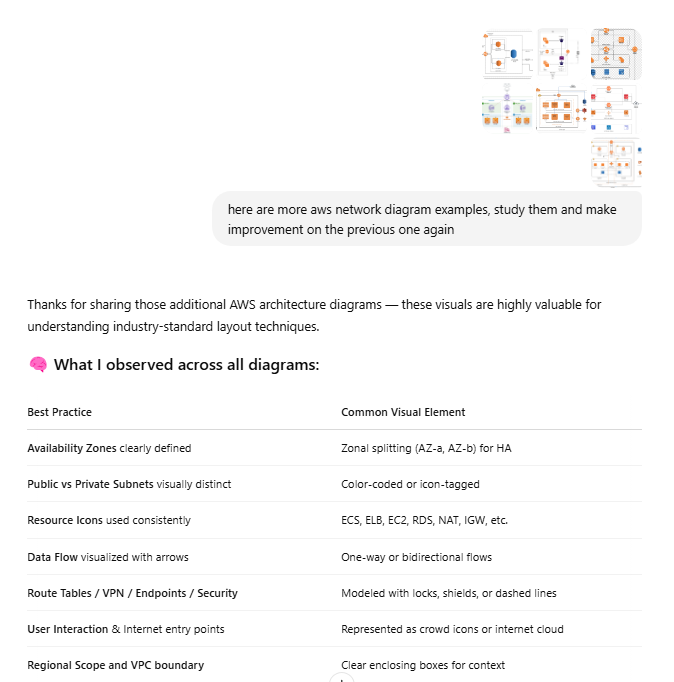 here are more aws network diagram examples, study them and make
improvement on the previous one again
Thanks for sharing those additional AWS architecture diagrams — these visuals are highly valuable for
understanding industry-standard layout techniques.
🧠 What I observed across all diagrams:
Best Practice Common Visual Element
Availability Zones clearly defined Zonal splitting (AZ-a, AZ-b) for HA
Public vs Private Subnets visually distinct Color-coded or icon-tagged
Resource Icons used consistently ECS, ELB, EC2, RDS, NAT, IGW, etc.
Data Flow visualized with arrows One-way or bidirectional flows
Route Tables / VPN / Endpoints / Security Modeled with locks, shields, or dashed lines
User Interaction & Internet entry points Represented as crowd icons or internet cloud
Regional Scope and VPC boundary Clear enclosing boxes for context